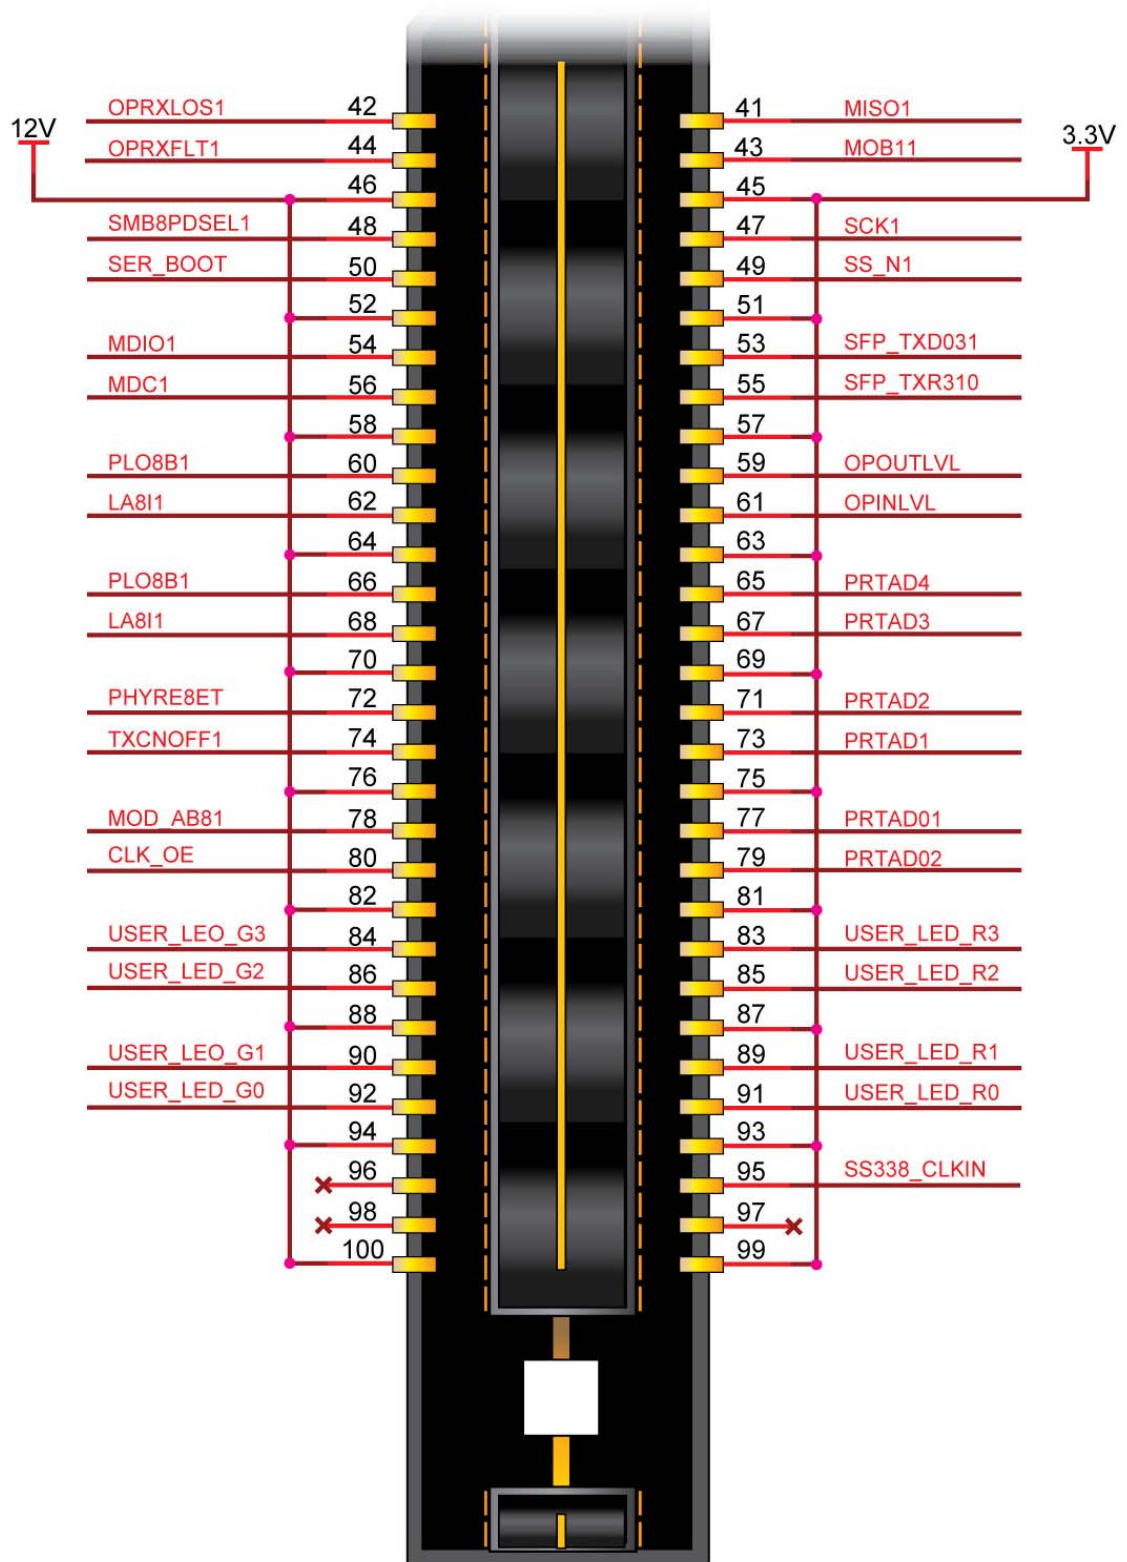 OPRXLOS1 42 41 MISO1
12V 3.3V
OPRXFLT1 44 43 MOB11
46 45
SMB8PDSEL1 48 47 SCK1
SER_BOOT 50 49 SS_N1
52 51
MDIO1 54 53 SFP_TXD031
MDC1 56 55 SFP_TXR310
58 57
PLO8B1 60 59 OPOUTLVL
LA8I1 62 61 OPINLVL
64 63
PLO8B1 66 65 PRTAD4
LA8I1 68 67 PRTAD3
70 69
PHYRE8ET 72 71 PRTAD2
TXCNOFF1 74 73 PRTAD1
76 75
MOD_AB81 78 77 PRTAD01
CLK_OE 80 79 PRTAD02
82 81
USER_LEO_G3 84 83 USER_LED_R3
USER_LED_G2 86 85 USER_LED_R2
88 87
USER_LEO_G1 90 89 USER_LED_R1
USER_LED_G0 92 91 USER_LED_R0
94 93
96 95 SS338_CLKIN
98 97
100 99